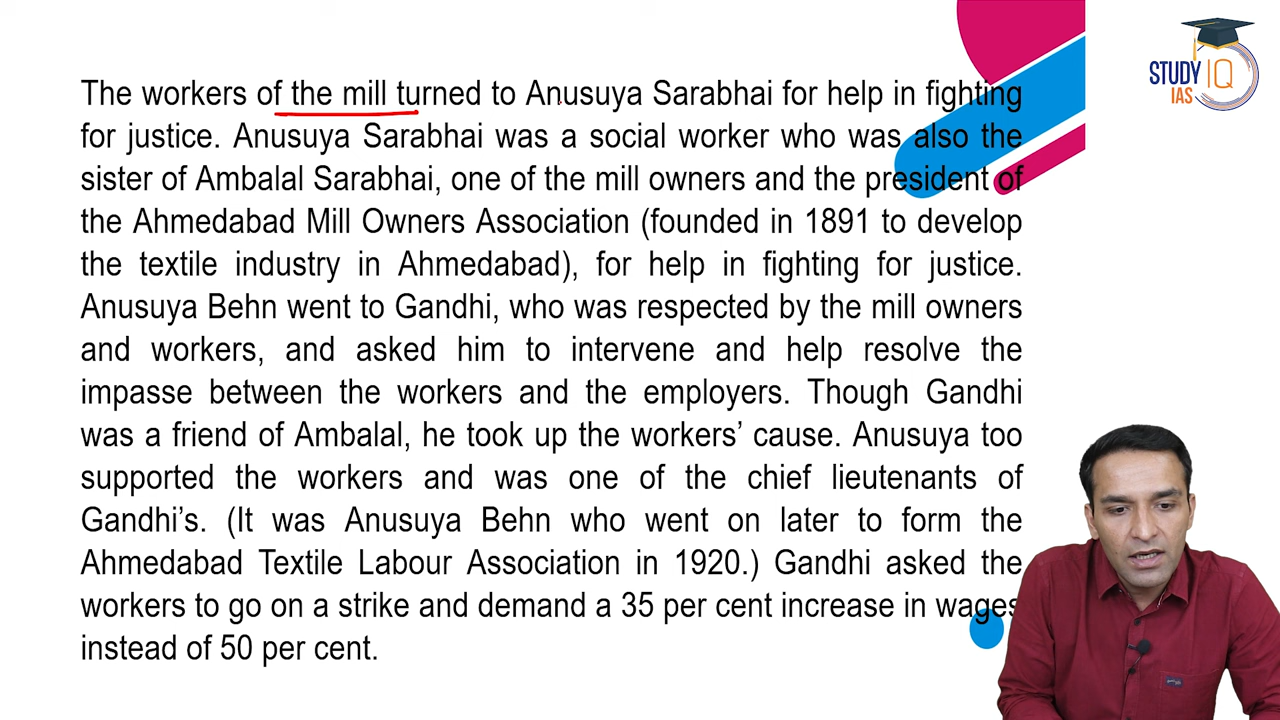 The workers of the mill turned to Anusuya Sarabhai for help in fighting
for justice. Anusuya Sarabhai was a social worker who was also the
sister of Ambalal Sarabhai, one of the mill owners and the president of
the Ahmedabad Mill Owners Association (founded in 1891 to develop
the textile industry in Ahmedabad), for help in fighting for justice.
Anusuya Behn went to Gandhi, who was respected by the mill owners
and workers, and asked him to intervene and help resolve the
impasse between the workers and the employers. Though Gandhi
was a friend of Ambalal, he took up the workers’ cause. Anusuya too
supported the workers and was one of the chief lieutenants of
Gandhi’s. (It was Anusuya Behn who went on later to form the
Ahmedabad Textile Labour Association in 1920.) Gandhi asked the
workers to go on a strike and demand a 35 per cent increase in wages
instead of 50 per cent.
STUDY IQ
IAS